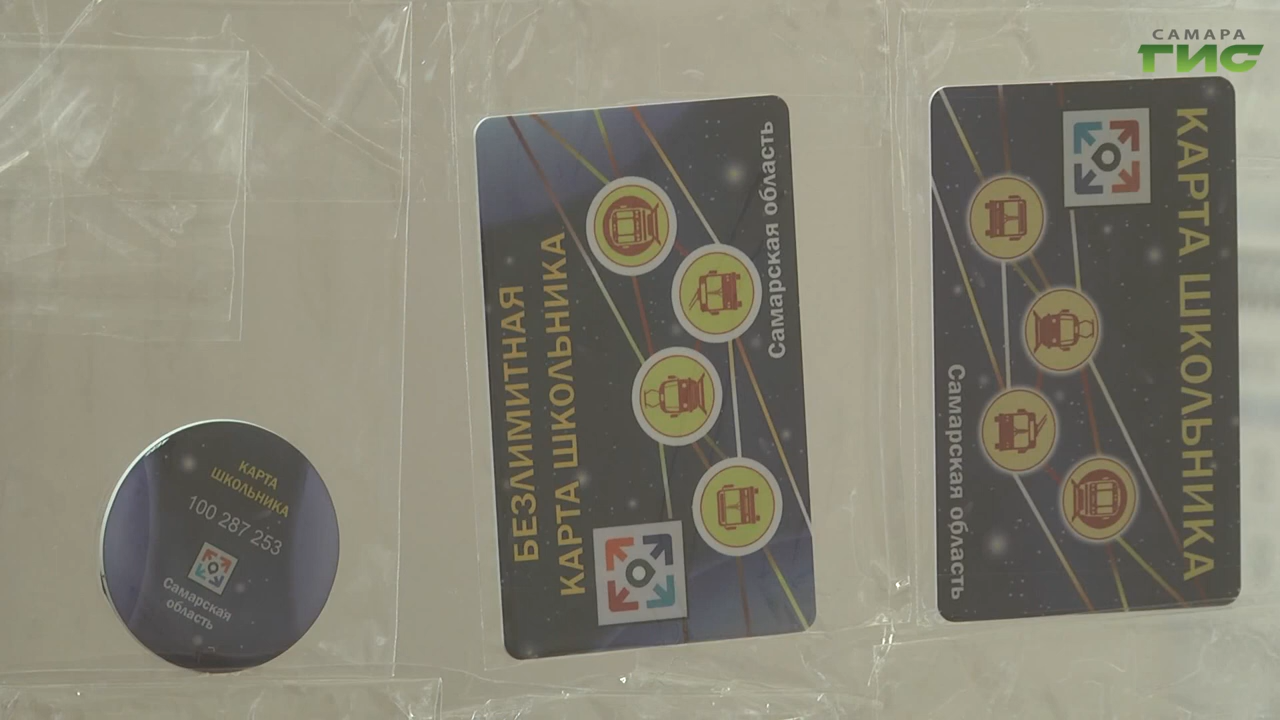 САМАРА
ГИС
КАРТА
ШКОЛЬНИКА
100 287 253
Самарская
область
БЕЗЛИМИТНАЯ
КАРТА ШКОЛЬНИКА
Самарская область
КАРТА ШКОЛЬНИКА
Самарская область